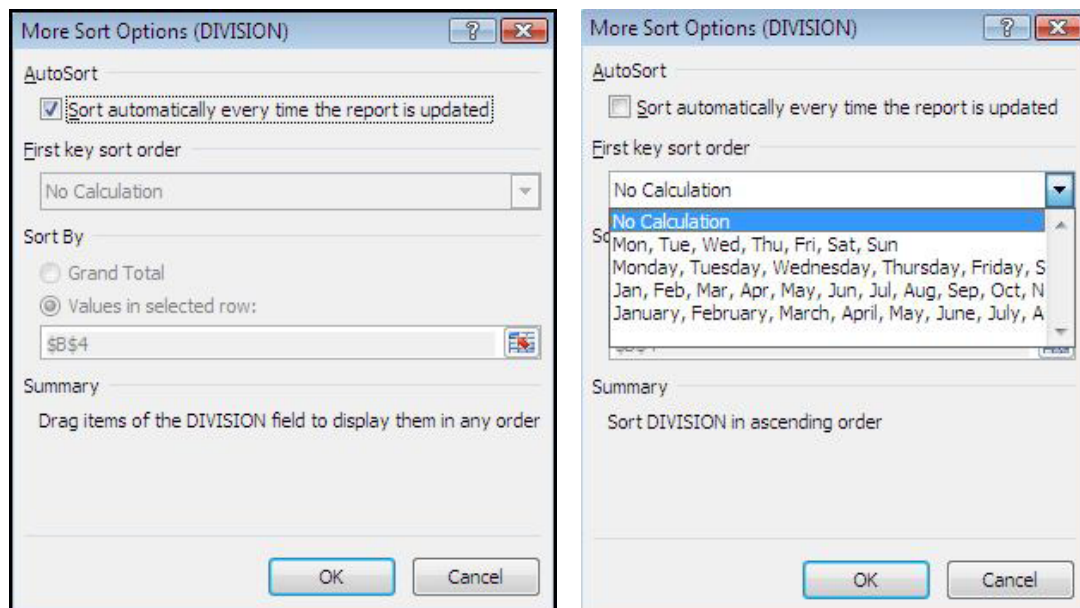 More Sort Options (DIVISION)
AutoSort
Sort automatically every time the report is updated
First key sort order
No Calculation
Sort By
Grand Total
Values in selected row:
$B$4
Summary
Drag items of the DIVISION field to display them in any order
OK
Cancel
More Sort Options (DIVISION)
AutoSort
Sort automatically every time the report is updated
First key sort order
No Calculation
No Calculation
Mon, Tue, Wed, Thu, Fri, Sat, Sun
Monday, Tuesday, Wednesday, Thursday, Friday, S
Jan, Feb, Mar, Apr, May, Jun, Jul, Aug, Sep, Oct, N
January, February, March, April, May, June, July, A
Summary
Sort DIVISION in ascending order
OK
Cancel